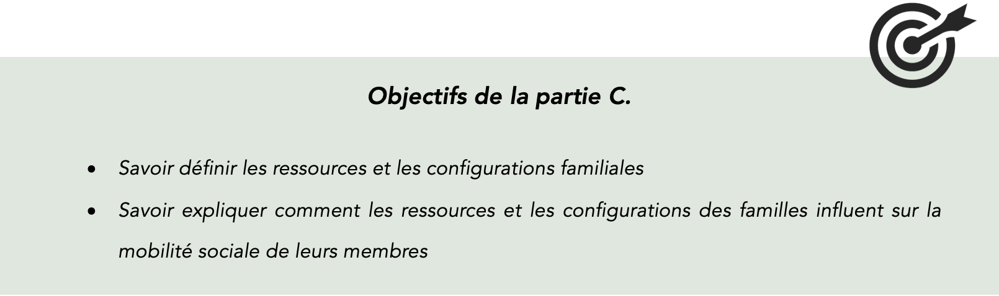 Objectifs de la partie C.
• Savoir définir les ressources et les configurations familiales
• Savoir expliquer comment les ressources et les configurations des familles influent sur la
mobilité sociale de leurs membres